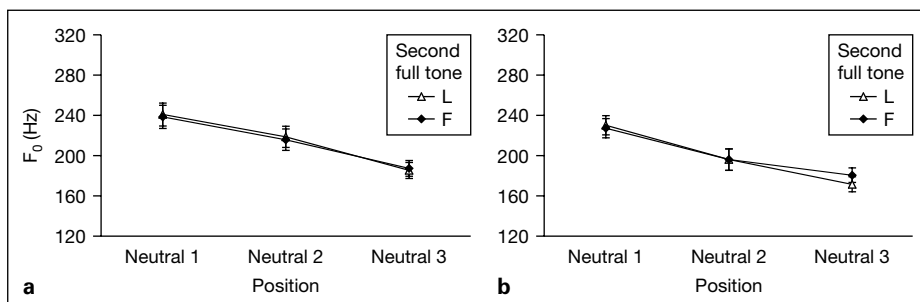 320
280
240
200
160
120
F0 (Hz)
Second
full tone
L
F
Neutral 1 Neutral 2 Neutral 3
Position
a
320
280
240
200
160
120
Second
full tone
L
F
Neutral 1 Neutral 2 Neutral 3
Position
b